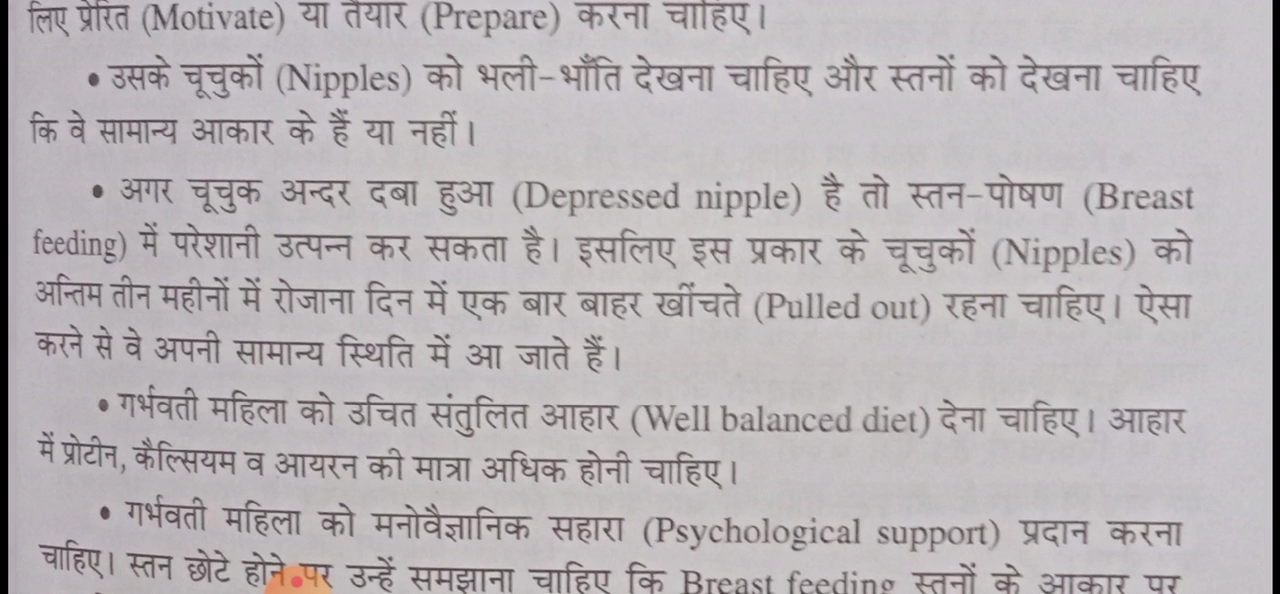 लिए प्रेरित (Motivate) या तैयार (Prepare) करना चाहिए।
• उसके चूचुकों (Nipples) को भली-भाँति देखना चाहिए और स्तनों को देखना चाहिए
कि वे सामान्य आकार के हैं या नहीं।
• अगर चूचुक अन्दर दबा हुआ (Depressed nipple) है तो स्तन-पोषण (Breast
feeding) में परेशानी उत्पन्न कर सकता है। इसलिए इस प्रकार के चूचुकों (Nipples) को
अन्तिम तीन महीनों में रोजाना दिन में एक बार बाहर खींचते (Pulled out) रहना चाहिए। ऐसा
करने से वे अपनी सामान्य स्थिति में आ जाते हैं।
• गर्भवती महिला को उचित संतुलित आहार (Well balanced diet) देना चाहिए। आहार
में प्रोटीन, कैल्सियम व आयरन की मात्रा अधिक होनी चाहिए।
• गर्भवती महिला को मनोवैज्ञानिक सहारा (Psychological support) प्रदान करना
चाहिए। स्तन छोटे होने पर उन्हें समझाना चाहिए कि Breast feeding स्तनों के आकार पर